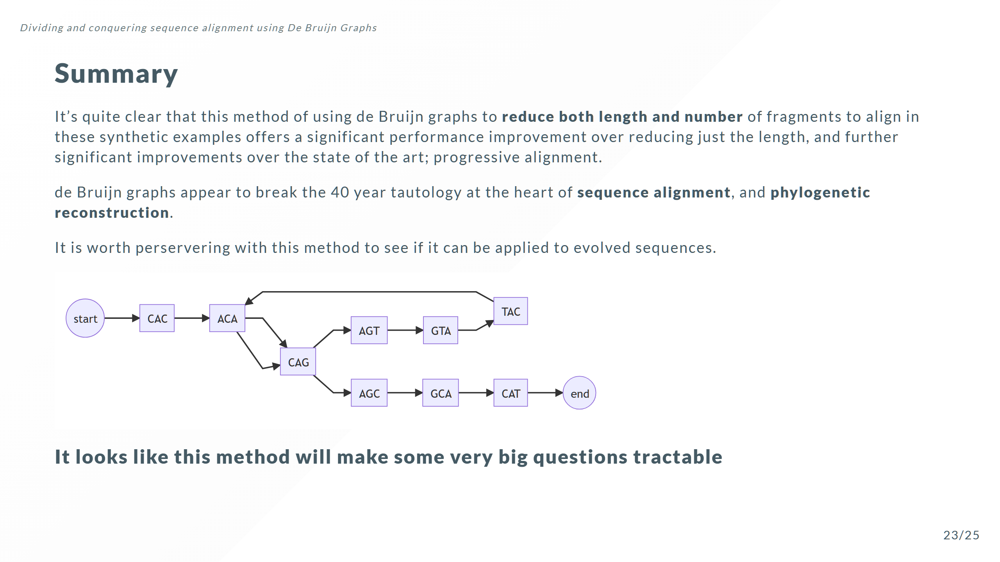 Dividing and conquering sequence alignment using De Bruijn Graphs
Summary
It’s quite clear that this method of using de Bruijn graphs to reduce both length and number of fragments to align in
these synthetic examples offers a significant performance improvement over reducing just the length, and further
significant improvements over the state of the art; progressive alignment.
de Bruijn graphs appear to break the 40 year tautology at the heart of sequence alignment, and phylogenetic
reconstruction.
It is worth perservering with this method to see if it can be applied to evolved sequences.
start
CAC
ACA
CAG
AGT
GTA
TAC
AGC
GCA
CAT
end
It looks like this method will make some very big questions tractable
23/25